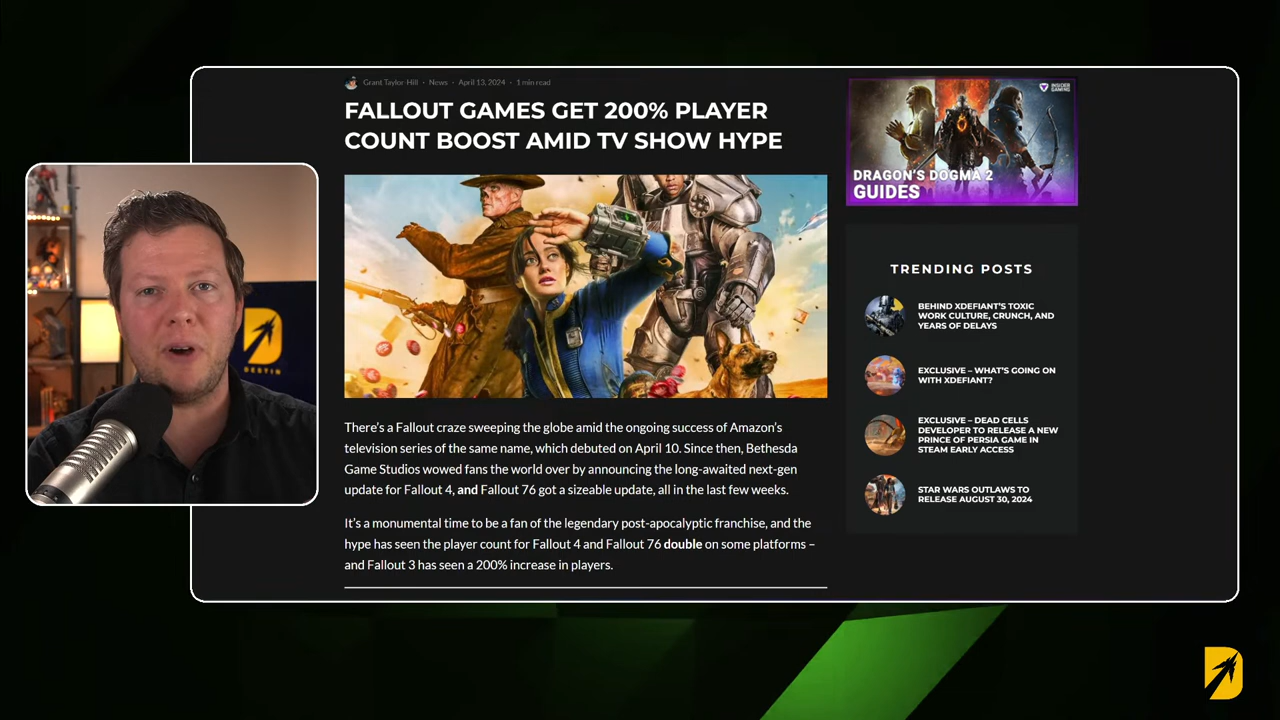 Grant Taylor-Hill · News · April 13, 2024 · 1 min read
FALLOUT GAMES GET 200% PLAYER
COUNT BOOST AMID TV SHOW HYPE
There's a Fallout craze sweeping the globe amid the ongoing success of Amazon's
television series of the same name, which debuted on April 10. Since then, Bethesda
Game Studios wowed fans the world over by announcing the long-awaited next-gen
update for Fallout 4, and Fallout 76 got a sizeable update, all in the last few weeks.
It's a monumental time to be a fan of the legendary post-apocalyptic franchise, and the
hype has seen the player count for Fallout 4 and Fallout 76 double on some platforms –
and Fallout 3 has seen a 200% increase in players.
INSIDER
GAMING
DRAGON'S DOGMA 2
GUIDES
TRENDING POSTS
BEHIND XDEFIANT'S TOXIC
WORK CULTURE, CRUNCH, AND
YEARS OF DELAYS
EXCLUSIVE – WHAT'S GOING ON
WITH XDEFIANT?
EXCLUSIVE – DEAD CELLS
DEVELOPER TO RELEASE A NEW
PRINCE OF PERSIA GAME IN
STEAM EARLY ACCESS
STAR WARS OUTLAWS TO
RELEASE AUGUST 30, 2024
DESTIN